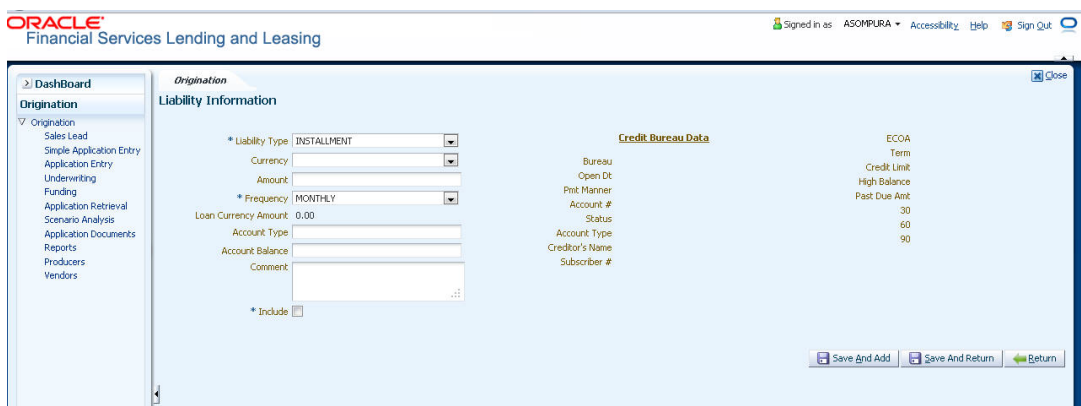 ORACLE®
Financial Services Lending and Leasing
Signed in as ASOMPURA Accessibility Help Sign Out
DashBoard
Origination
Origination
Sales Lead
Simple Application Entry
Application Entry
Underwriting
Funding
Application Retrieval
Scenario Analysis
Application Documents
Reports
Producers
Vendors
Origination
Close
Liability Information
* Liability Type INSTALLMENT
Currency
Amount
* Frequency MONTHLY
Loan Currency Amount 0.00
Account Type
Account Balance
Comment
* Include
Credit Bureau Data
Bureau
Open Dt
Pmt Manner
Account #
Status
Account Type
Creditor's Name
Subscriber #
ECOA
Term
Credit Limit
High Balance
Past Due Amt
30
60
90
Save And Add
Save And Return
Return